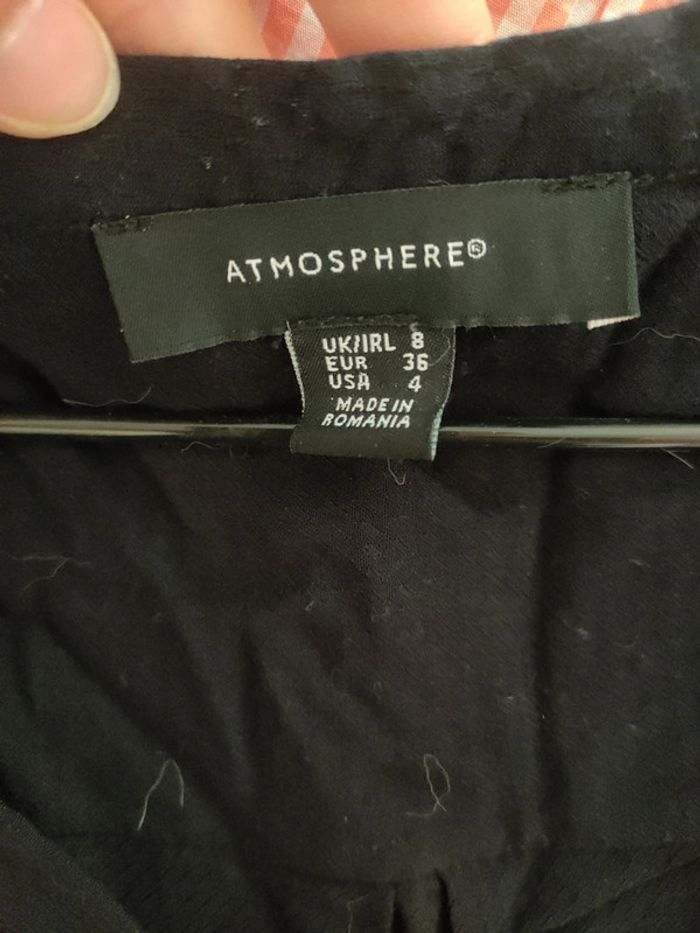 ATMOSPHERE®
UK/IRL 8
EUR 36
USA 4
MADE IN
ROMANIA